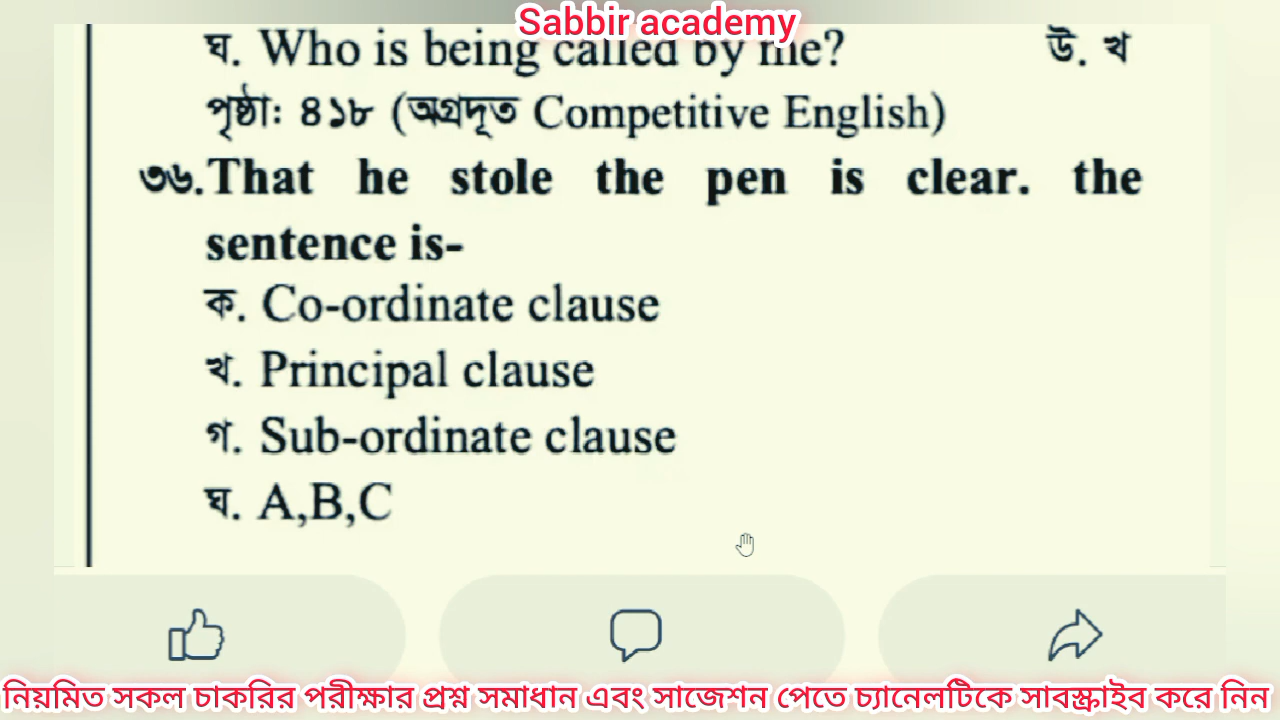 Sabbir academy
ঘ. Who is being called by me? উ. খ
পৃষ্ঠাঃ ৪১৮ (অগ্রদূত Competitive English)
৩৬.That he stole the pen is clear. the
sentence is-
ক. Co-ordinate clause
খ. Principal clause
গ. Sub-ordinate clause
ঘ. A,B,C
নিয়মিত সকল চাকরির পরীক্ষার প্রশ্ন সমাধান এবং সাজেশন পেতে চ্যানেলটিকে সাবস্ক্রাইব করে নিন